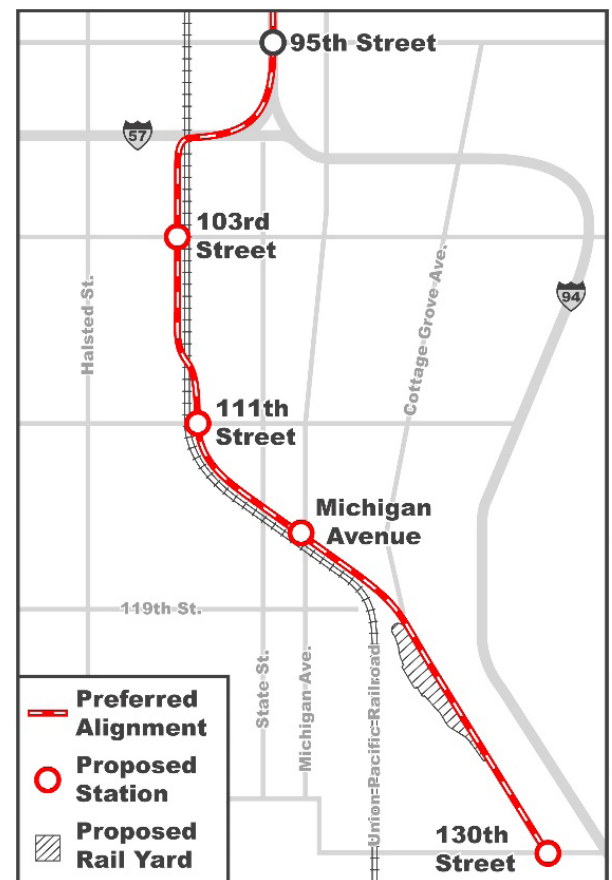 95th Street
57
103rd
Street
Halsted St.
Cottage Grove Ave.
94
111th
Street
Michigan
Avenue
119th St.
State St.
Michigan Ave.
Union Pacific Railroad
130th
Street
Preferred
Alignment
Proposed
Station
Proposed
Rail Yard